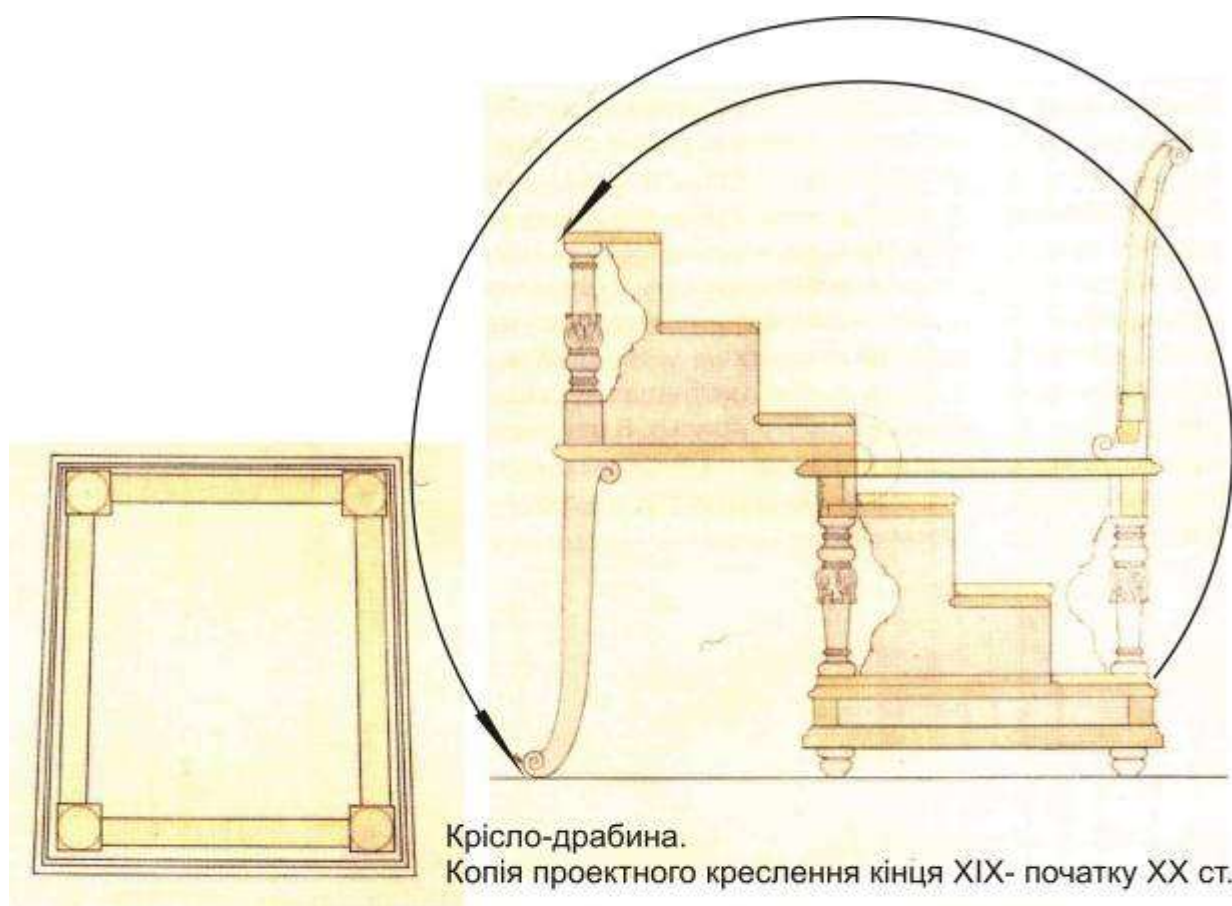 Крісло-драбина.
Копія проектного креслення кінця XIX- початку XX ст.